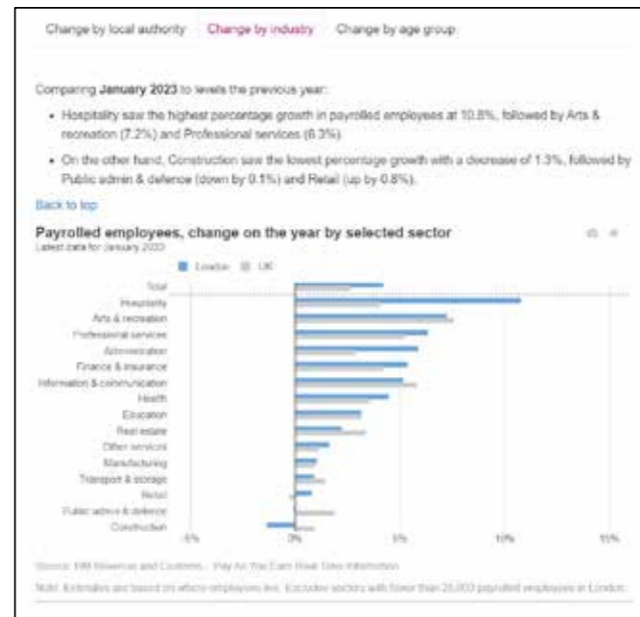 Change by local authority Change by industry Change by age group
Comparing January 2023 to levels the previous year:
• Hospitality saw the highest percentage growth in payrolled employees at 10.8%, followed by Arts &
recreation (7.2%) and Professional services (6.3%).
• On the other hand, Construction saw the lowest percentage growth with a decrease of 1.3%, followed by
Public admin & defence (down by 0.1%) and Retail (up by 0.8%).
Back to top
Payrolled employees, change on the year by selected sector
Latest data for January 2023
London UK
Total
Hospitality
Arts & recreation
Professional services
Administration
Finance & insurance
Information & communication
Health
Education
Real estate
Other services
Manufacturing
Transport & storage
Retail
Public admin & defence
Construction
-5% 0% 5% 10% 15%
Source: HM Revenue and Customs – Pay As You Earn Real Time Information
Note: Estimates are based on where employees live. Excludes sectors with fewer than 25,000 payrolled employees in London.